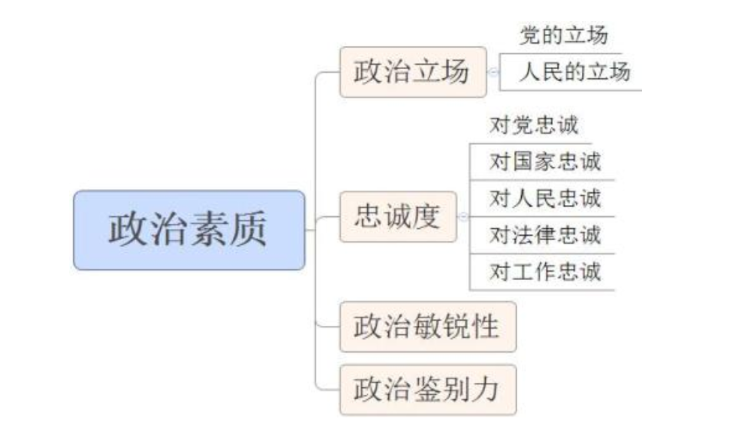 政治素质
政治立场
党的立场
人民的立场
忠诚度
对党忠诚
对国家忠诚
对人民忠诚
对法律忠诚
对工作忠诚
政治敏锐性
政治鉴别力